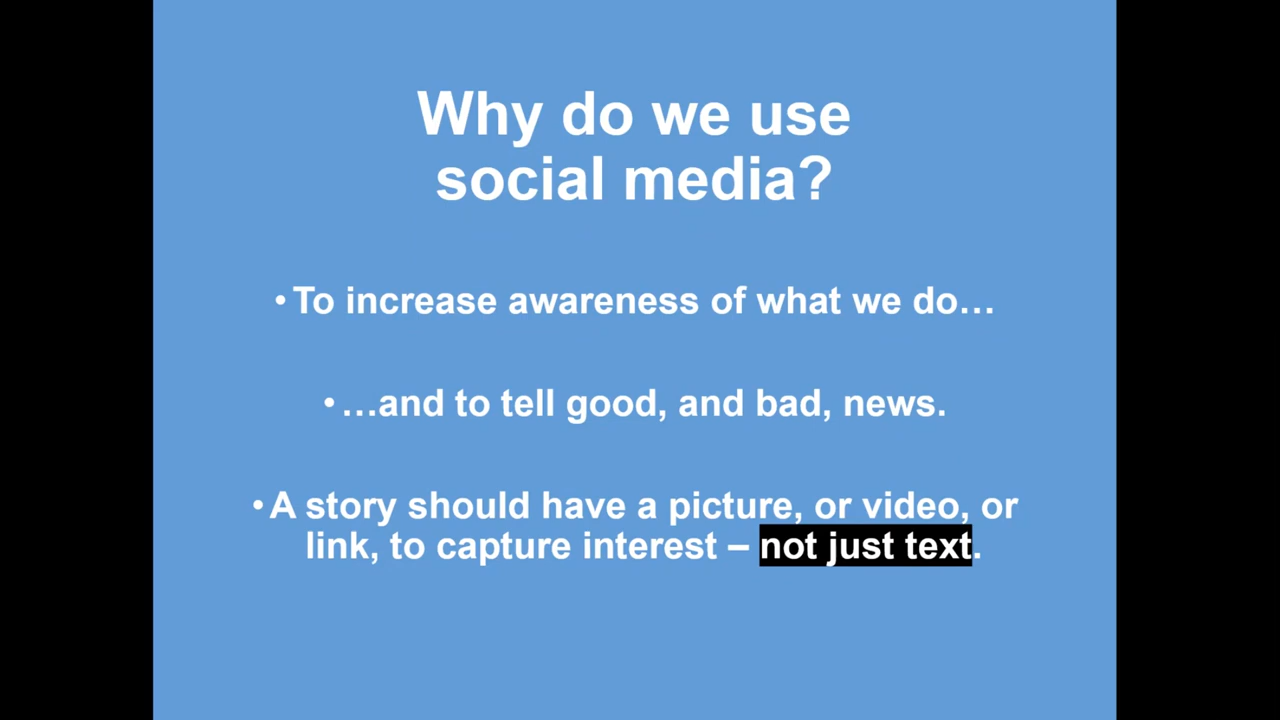 Why do we use
social media?
•To increase awareness of what we do…
•…and to tell good, and bad, news.
•A story should have a picture, or video, or
link, to capture interest – not just text.